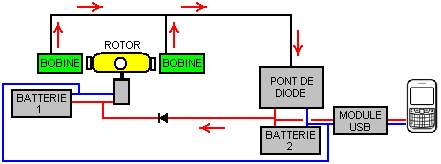 ROTOR
BOBINE
BOBINE
PONT DE
DIODE
BATTERIE
1
BATTERIE
2
MODULE
USB